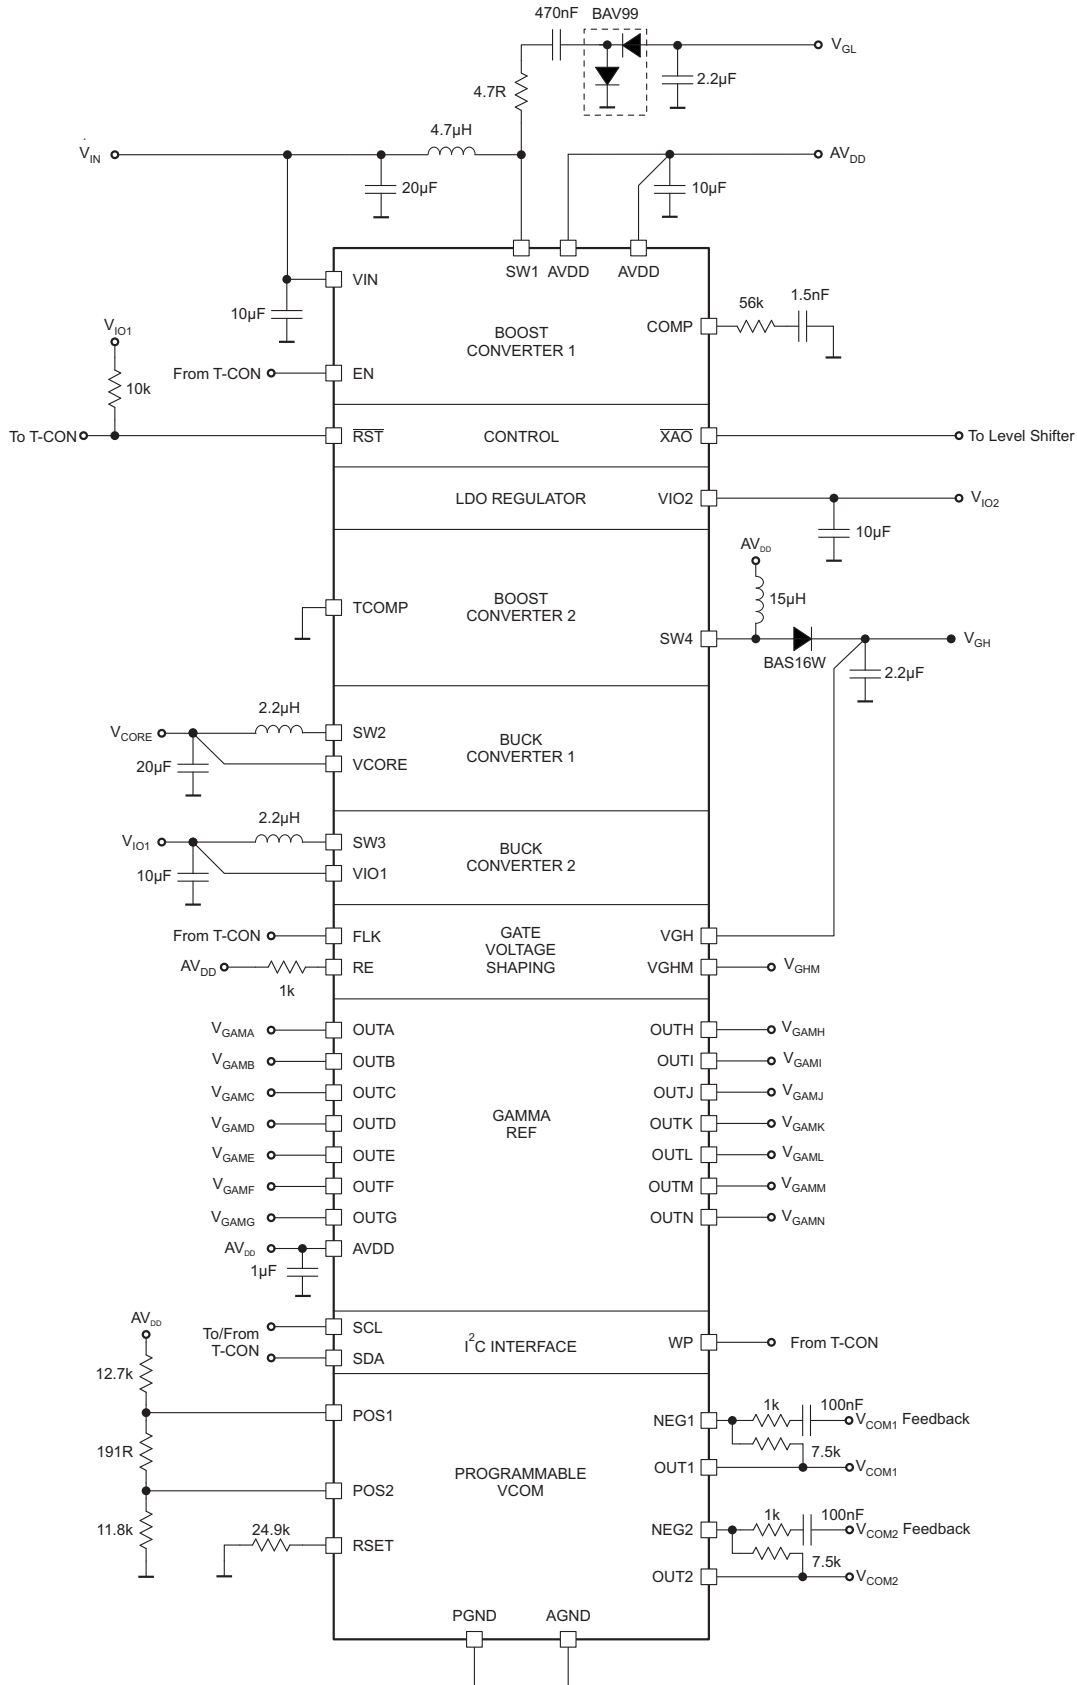 470nF BAV99
V_GL
4.7R
2.2µF
4.7µH
V_IN
AV_DD
20µF
10µF
SW1 AVDD AVDD
VIN
10µF
BOOST
CONVERTER 1
COMP
56k
1.5nF
V_IO1
10k
From T-CON
EN
To T-CON
RST
CONTROL
XAO
To Level Shifter
LDO REGULATOR
VIO2
V_IO2
10µF
AV_DD
15µH
TCOMP
BOOST
CONVERTER 2
SW4
BAS16W
V_GH
2.2µF
2.2µH
V_CORE
SW2
20µF
VCORE
BUCK
CONVERTER 1
2.2µH
V_IO1
SW3
10µF
VIO1
BUCK
CONVERTER 2
From T-CON
FLK
GATE
VOLTAGE
SHAPING
VGH
AV_DD
1k
RE
VGHM
V_GHM
V_GAMA
OUTA
OUTH
V_GAMH
V_GAMB
OUTB
OUTI
V_GAMI
V_GAMC
OUTC
OUTJ
V_GAMJ
GAMMA
REF
V_GAMD
OUTD
OUTK
V_GAMK
V_GAME
OUTE
OUTL
V_GAML
V_GAMF
OUTF
OUTM
V_GAMM
V_GAMG
OUTG
OUTN
V_GAMN
AV_DD
AVDD
1µF
To/From
T-CON
SCL
SDA
I²C INTERFACE
WP
From T-CON
AV_DD
12.7k
191R
11.8k
POS1
POS2
24.9k
RSET
PROGRAMMABLE
VCOM
NEG1
1k
100nF
V_COM1 Feedback
7.5k
OUT1
V_COM1
NEG2
1k
100nF
V_COM2 Feedback
7.5k
OUT2
V_COM2
PGND
AGND